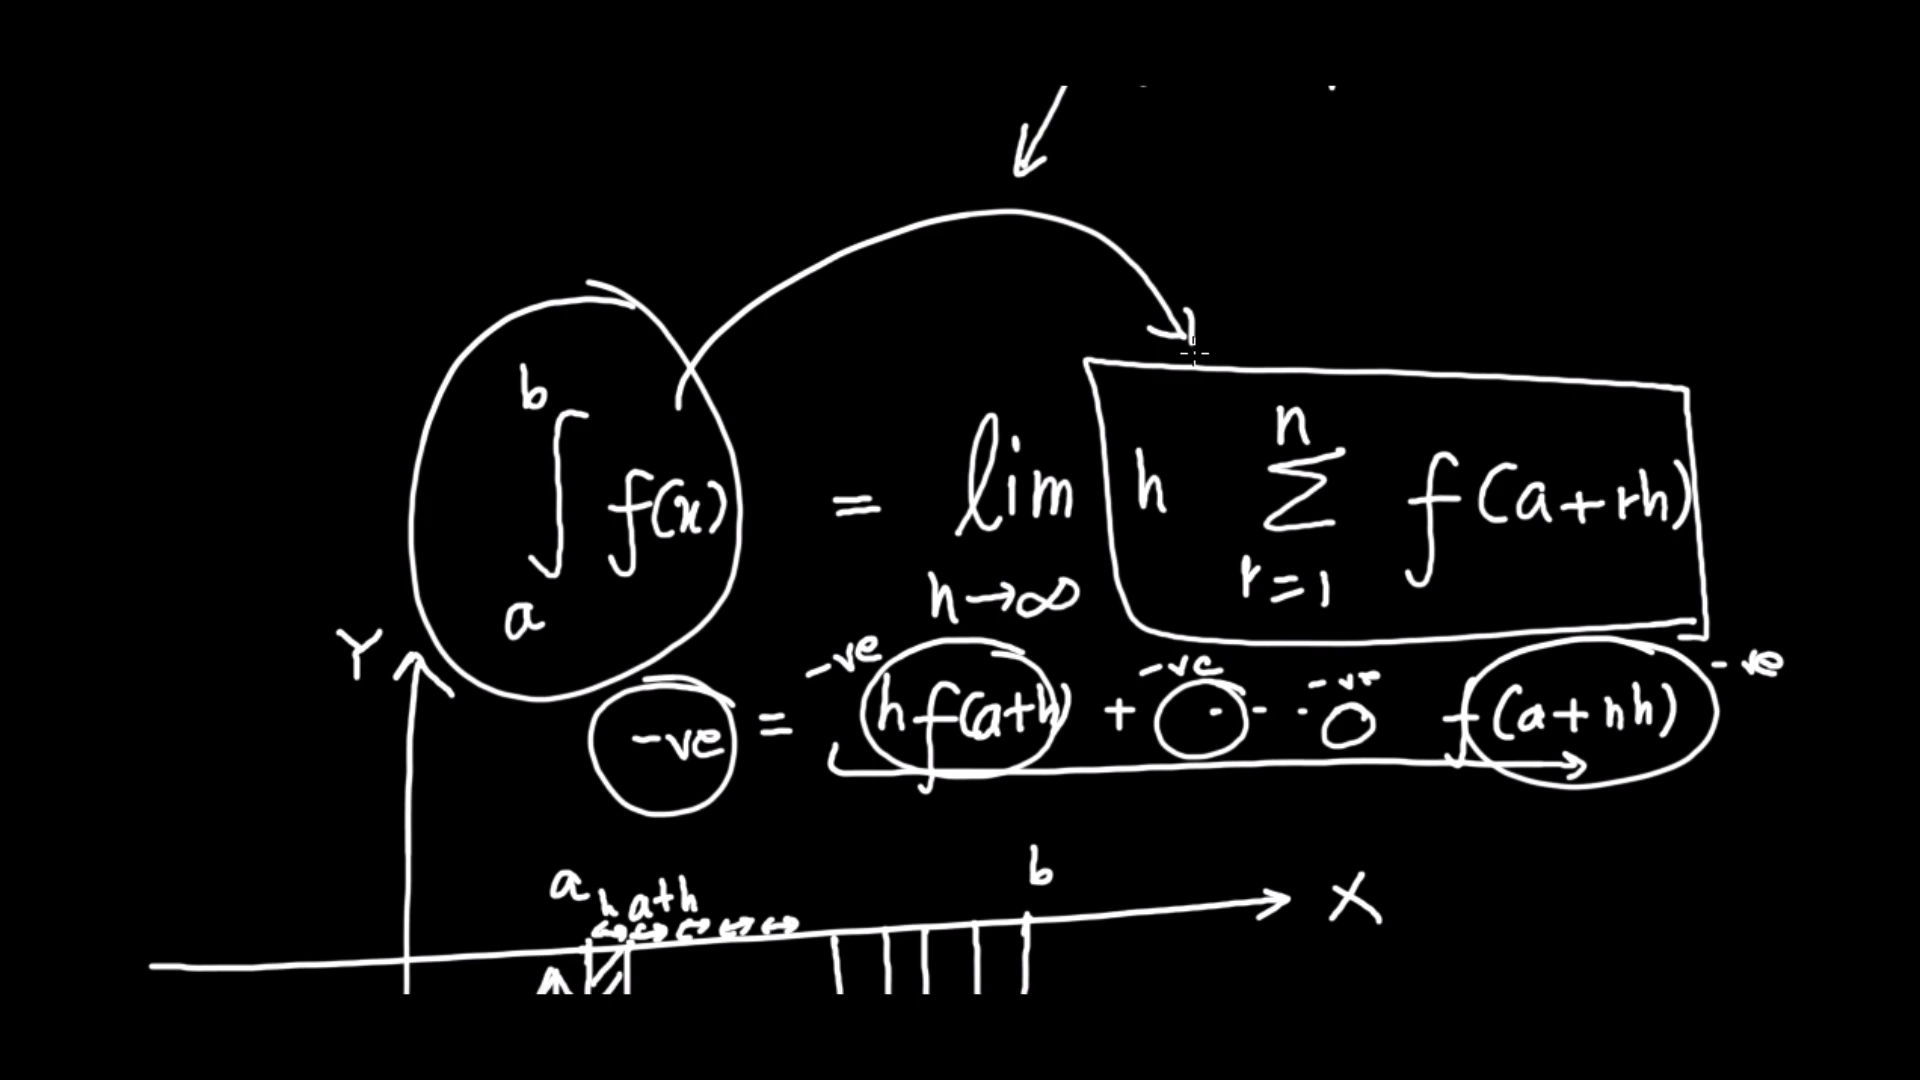 b
∫ f(x) = lim h Σ f(a+rh)
a n→∞ n r=1
-ve -ve -ve -ve
-ve = hf(a+h) + ·- ·· f(a+nh)
Y
a h a+h b
X